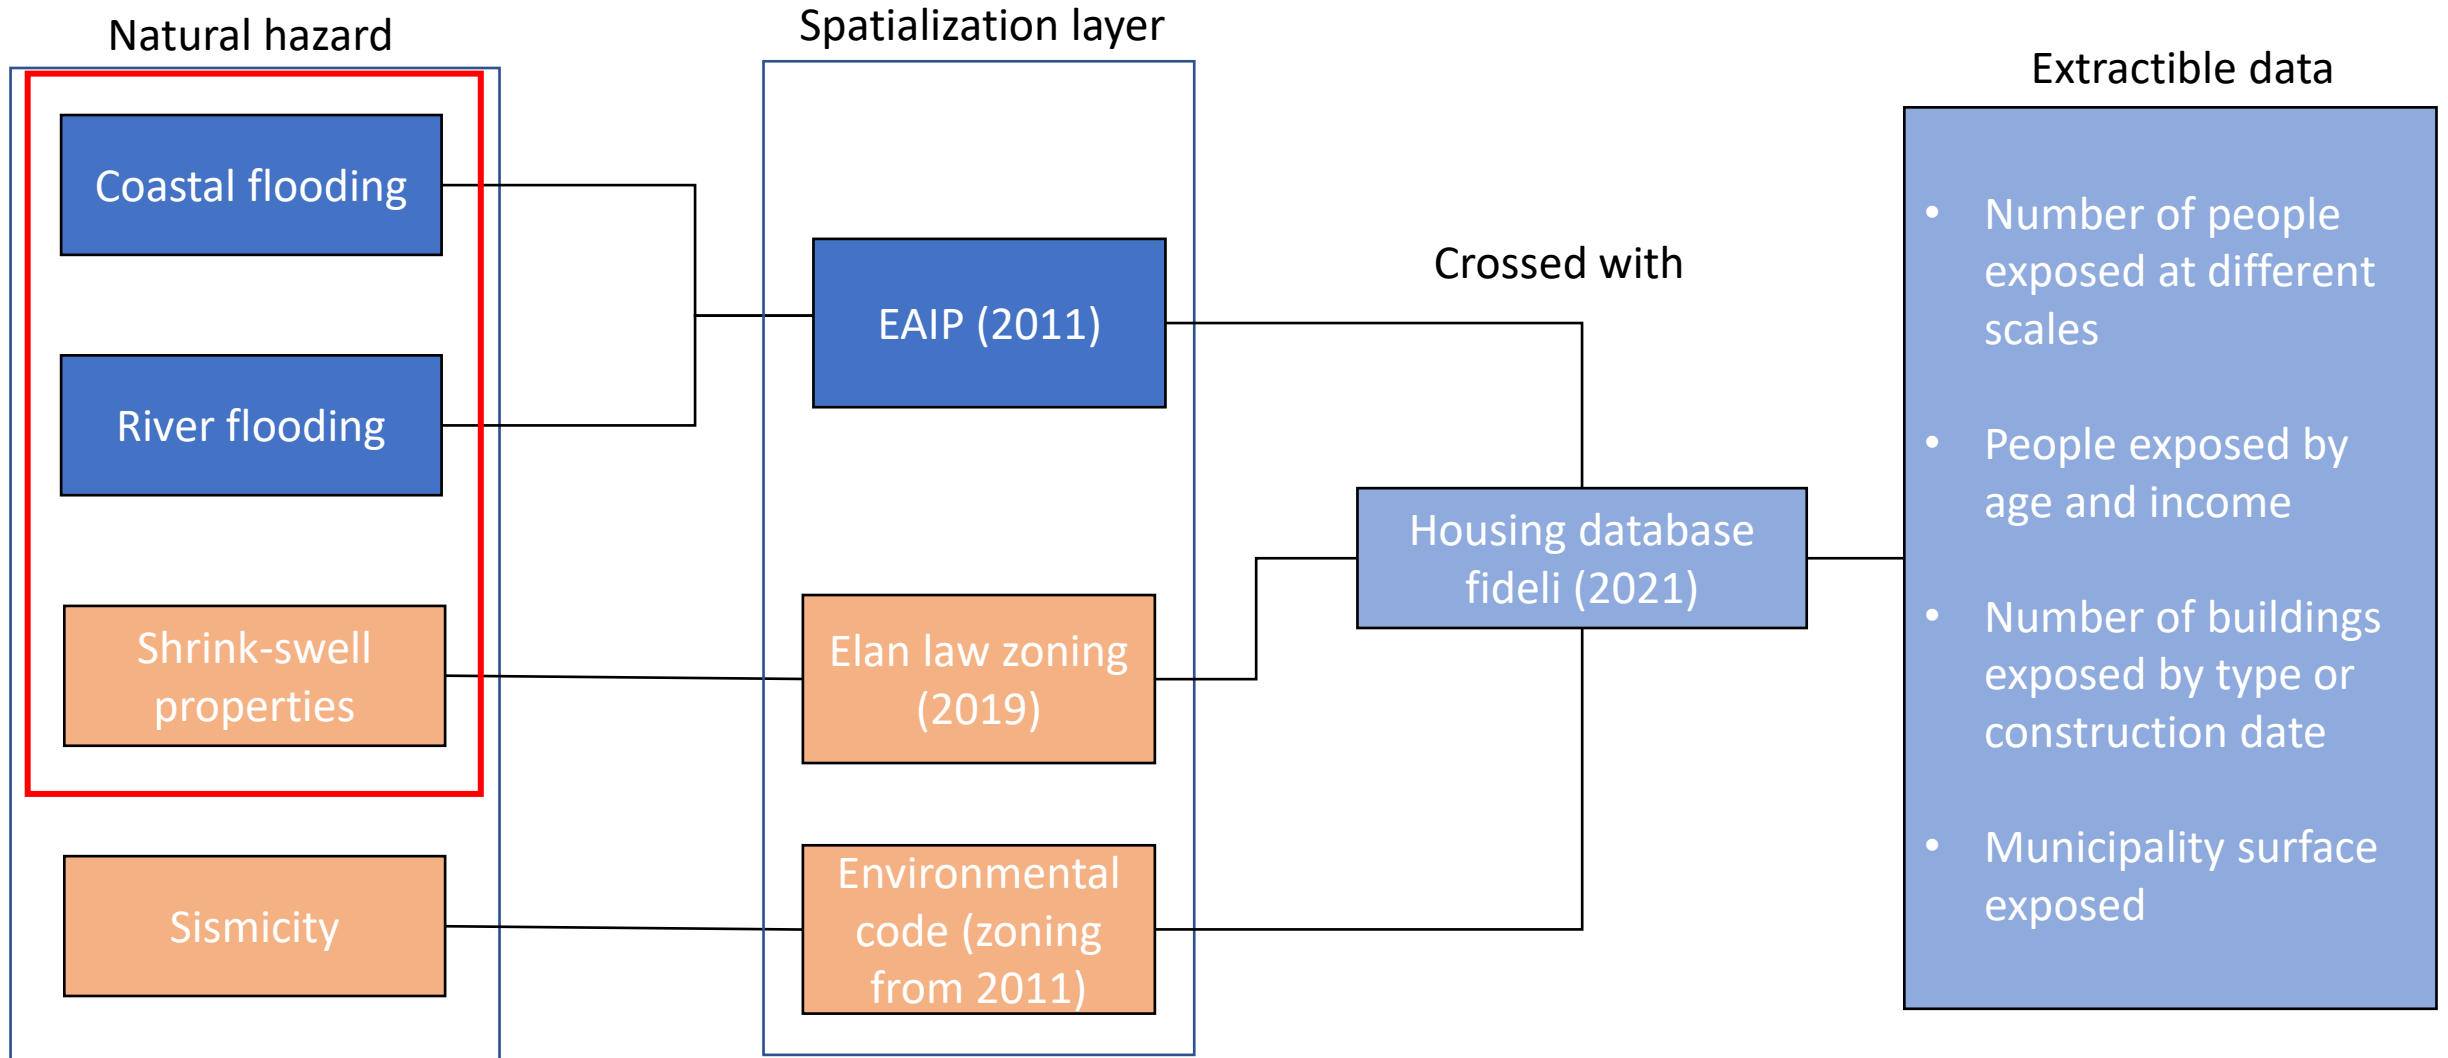 Natural hazard
Coastal flooding
River flooding
Shrink-swell
properties
Sismicity
Spatialization layer
EAIP (2011)
Elan law zoning
(2019)
Environmental
code (zoning
from 2011)
Crossed with
Housing database
fideli (2021)
Extractible data
• Number of people
exposed at different
scales
• People exposed by
age and income
• Number of buildings
exposed by type or
construction date
• Municipality surface
exposed